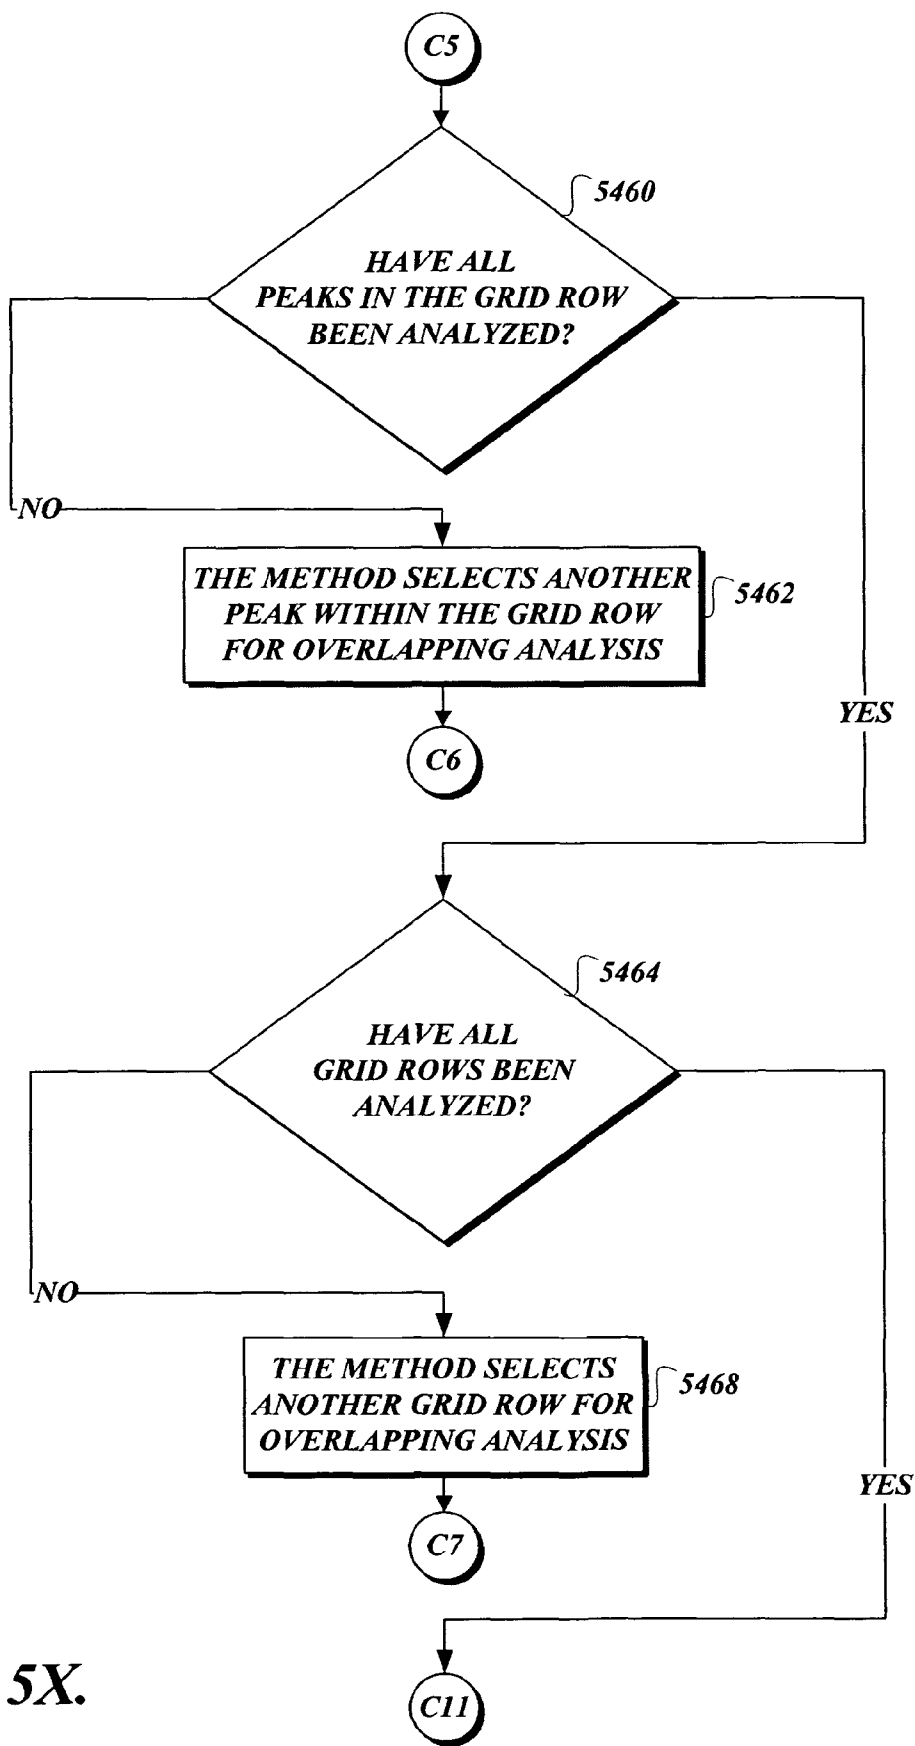 C5
5460
HAVE ALL
PEAKS IN THE GRID ROW
BEEN ANALYZED?
NO
THE METHOD SELECTS ANOTHER
PEAK WITHIN THE GRID ROW
FOR OVERLAPPING ANALYSIS
5462
YES
C6
5464
HAVE ALL
GRID ROWS BEEN
ANALYZED?
NO
THE METHOD SELECTS
ANOTHER GRID ROW FOR
OVERLAPPING ANALYSIS
5468
YES
C7
5X.
C11